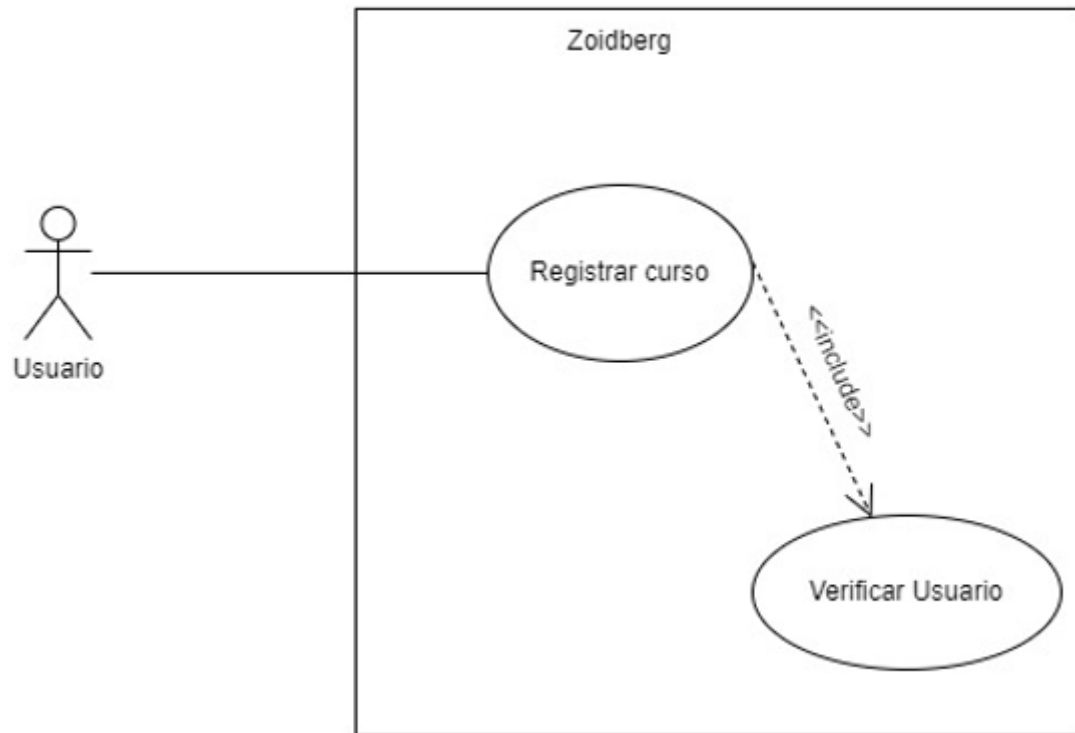 Zoidberg
Registrar curso
Usuario
<<include>>
Verificar Usuario